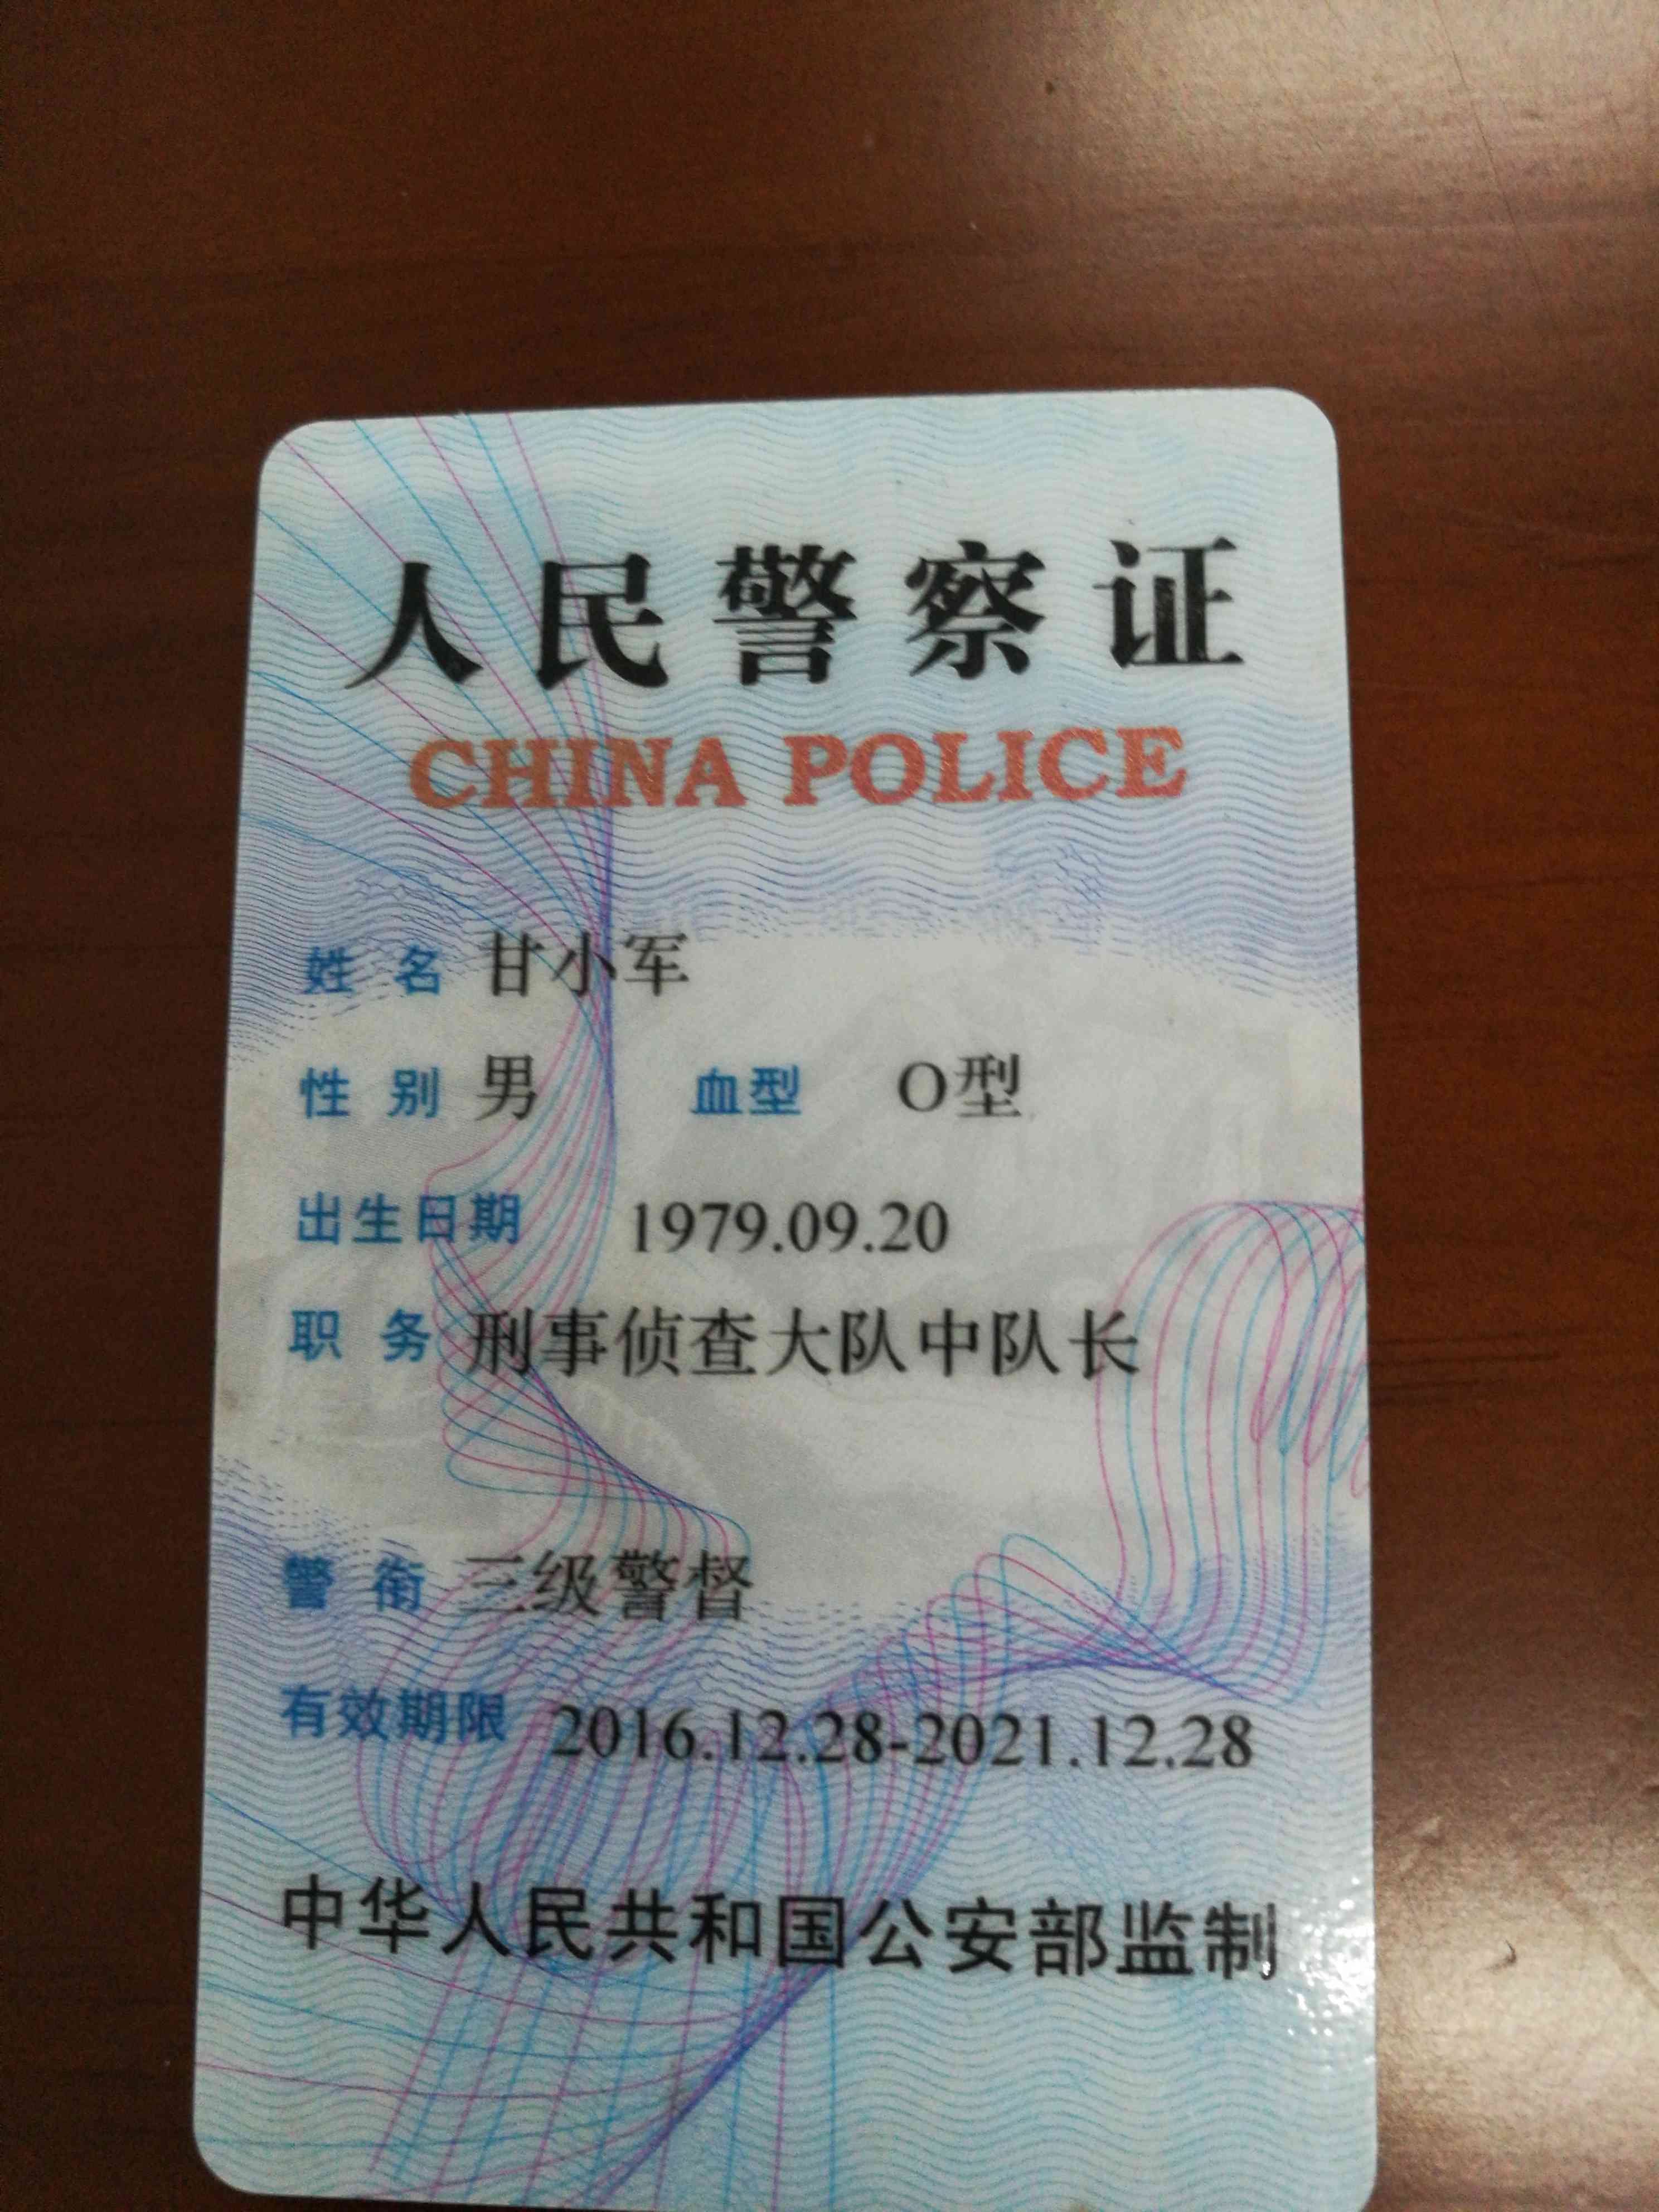 人民警察证
CHINA POLICE
姓名 甘小军
性别 男 血型 O型
出生日期 1979.09.20
职务 刑事侦查大队中队长
警衔 三级警督
有效期限 2016.12.28-2021.12.28
中华人民共和国公安部监制